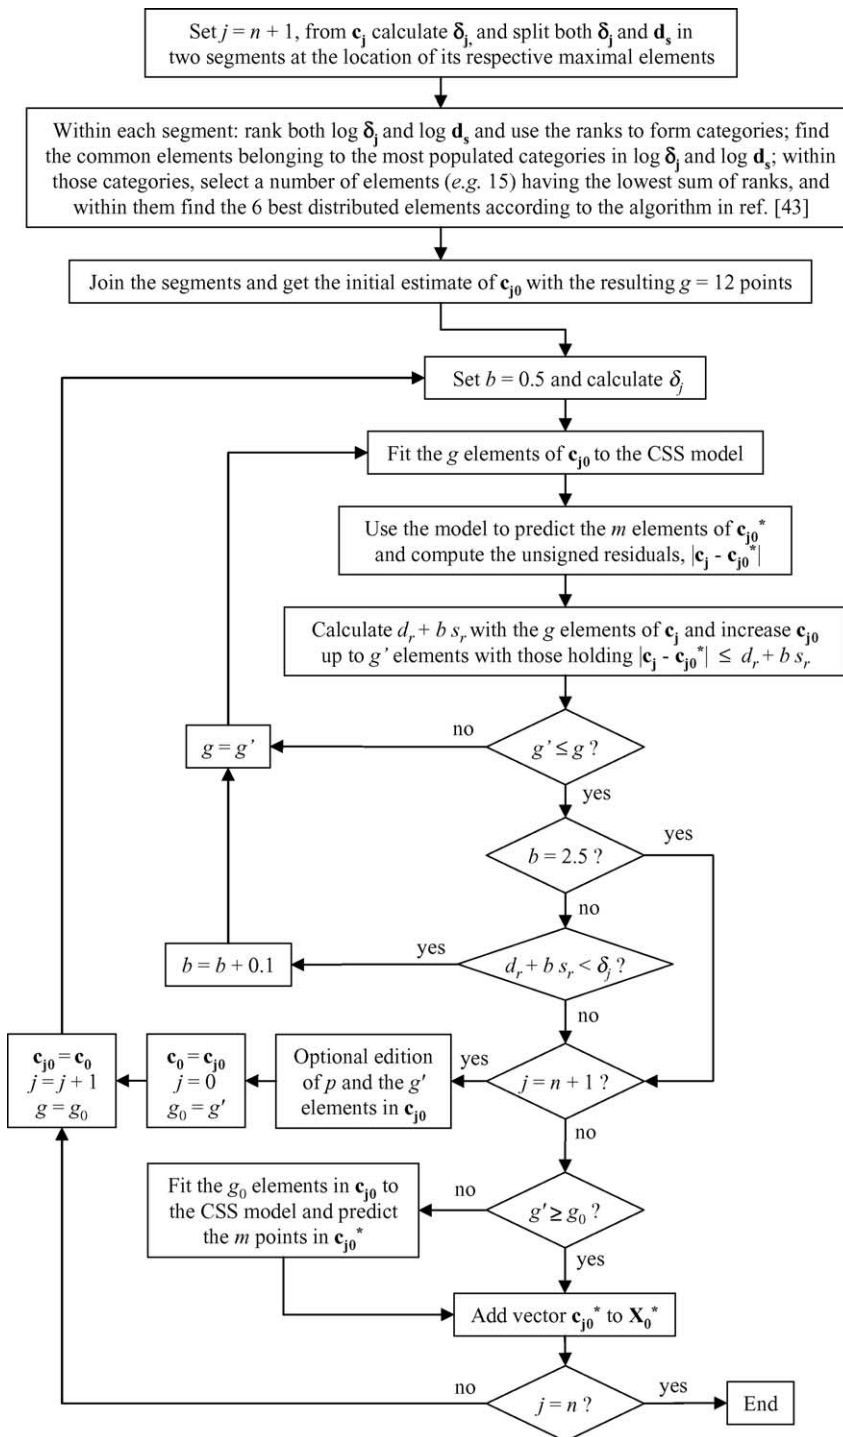 Set j = n + 1, from c_j calculate δ_j, and split both δ_j and d_s in
two segments at the location of its respective maximal elements
Within each segment: rank both log δ_j and log d_s and use the ranks to form categories; find
the common elements belonging to the most populated categories in log δ_j and log d_s; within
those categories, select a number of elements (e.g. 15) having the lowest sum of ranks, and
within them find the 6 best distributed elements according to the algorithm in ref. [43]
Join the segments and get the initial estimate of c_j0 with the resulting g = 12 points
Set b = 0.5 and calculate δ_j
Fit the g elements of c_j0 to the CSS model
Use the model to predict the m elements of c_j0*
and compute the unsigned residuals, |c_j - c_j0*|
Calculate d_r + b s_r with the g elements of c_j and increase c_j0
up to g' elements with those holding |c_j - c_j0*| ≤ d_r + b s_r
g' ≤ g ?
no
g = g'
yes
b = 2.5 ?
yes
no
d_r + b s_r < δ_j ?
yes
b = b + 0.1
no
j = n + 1 ?
yes
Optional edition
of p and the g'
elements in c_j0
c_0 = c_j0
j = 0
g_0 = g'
c_j0 = c_0
j = j + 1
g = g_0
no
g' ≥ g_0 ?
no
Fit the g_0 elements in c_j0 to
the CSS model and predict
the m points in c_j0*
yes
Add vector c_j0* to X_0*
j = n ?
no
yes
End